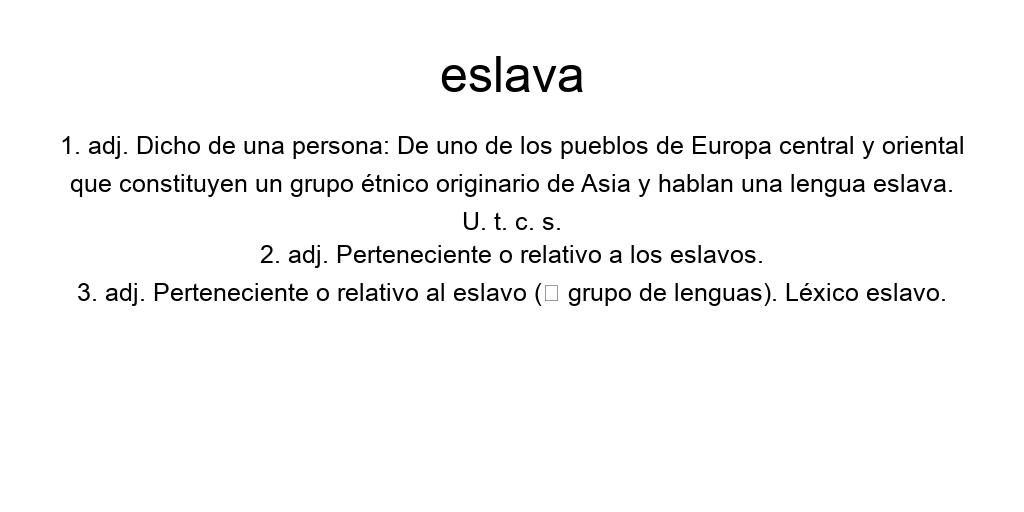 eslava
1. adj. Dicho de una persona: De uno de los pueblos de Europa central y oriental
que constituyen un grupo étnico originario de Asia y hablan una lengua eslava.
U. t. c. s.
2. adj. Perteneciente o relativo a los eslavos.
3. adj. Perteneciente o relativo al eslavo (□ grupo de lenguas). Léxico eslavo.